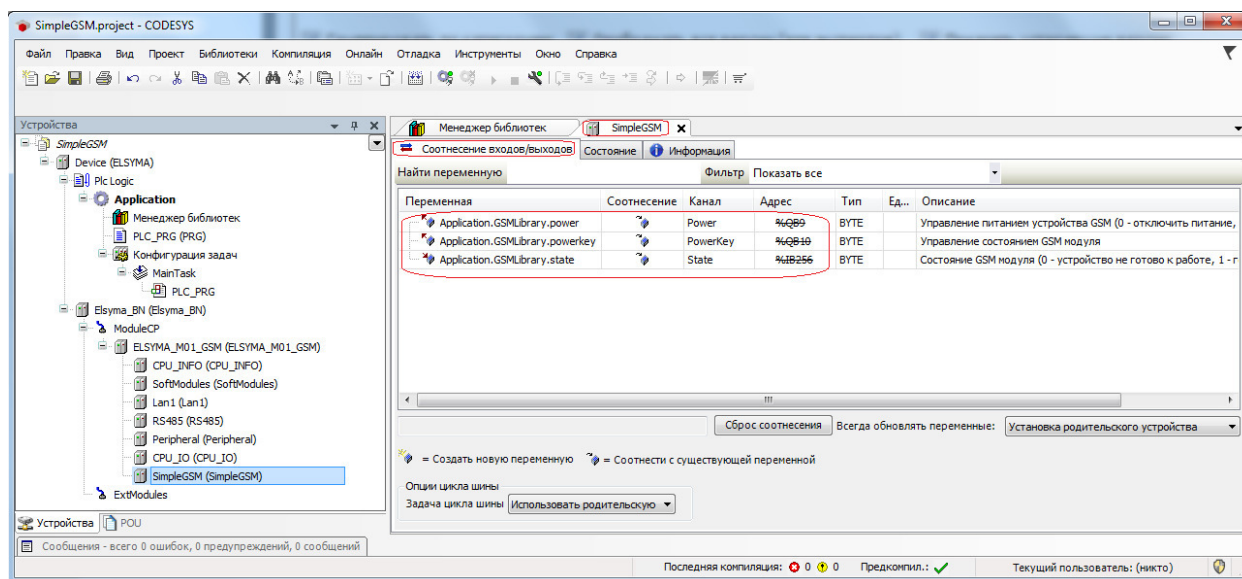 SimpleGSM.project - CODESYS
Файл Правка Вид Проект Библиотеки Компиляция Онлайн Отладка Инструменты Окно Справка
Устройства
SimpleGSM
Device (ELSYMA)
Plc Logic
Application
Менеджер библиотек
PLC_PRG (PRG)
Конфигурация задач
MainTask
PLC_PRG
Elsyma_BN (Elsyma_BN)
ModuleCP
ELSYMA_M01_GSM (ELSYMA_M01_GSM)
CPU_INFO (CPU_INFO)
SoftModules (SoftModules)
Lan1 (Lan1)
RS485 (RS485)
Peripheral (Peripheral)
CPU_IO (CPU_IO)
SimpleGSM (SimpleGSM)
ExtModules
Устройства POU
Менеджер библиотек SimpleGSM
Соотнесение входов/выходов Состояние Информация
Найти переменную Фильтр Показать все
Переменная Соотнесение Канал Адрес Тип Ед... Описание
Application.GSMLibrary.power Power %QB9 BYTE Управление питанием устройства GSM (0 - отключить питание,
Application.GSMLibrary.powerkey PowerKey %QB10 BYTE Управление состоянием GSM модуля
Application.GSMLibrary.state State %IB256 BYTE Состояние GSM модуля (0 - устройство не готово к работе, 1 - г
Сброс соотнесения Всегда обновлять переменные: Установка родительского устройства
= Создать новую переменную = Соотнести с существующей переменной
Опции цикла шины
Задача цикла шины Использовать родительскую
Сообщения - всего 0 ошибок, 0 предупреждений, 0 сообщений
Последняя компиляция: 0 0 Предкомпил.: Текущий пользователь: (никто)